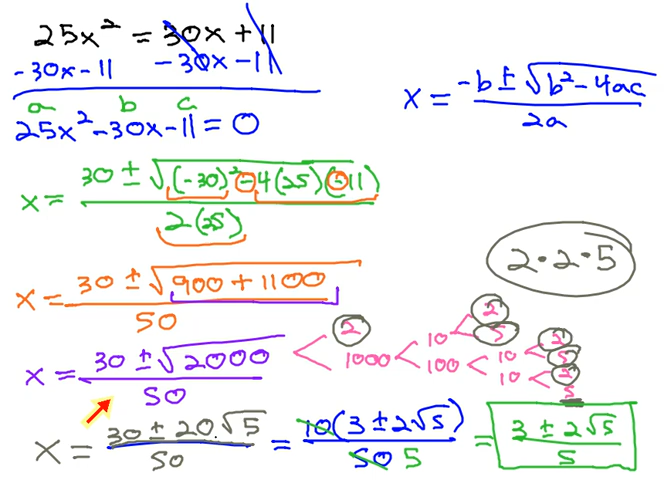 25x² = 30x + 11
-30x - 11   -30x - 11
a b c
25x² - 30x - 11 = 0
x = (-b ± √(b² - 4ac)) / 2a
x = (30 ± √((-30)² - 4(25)(-11))) / 2(25)
2·2·5
x = (30 ± √(900 + 1100)) / 50
x = (30 ± √2000) / 50
2 1000
10 100
2 5 10 10
2 5 2 5
x = (30 ± 20√5) / 50 = 10(3 ± 2√5) / 50 5 = (3 ± 2√5) / 5